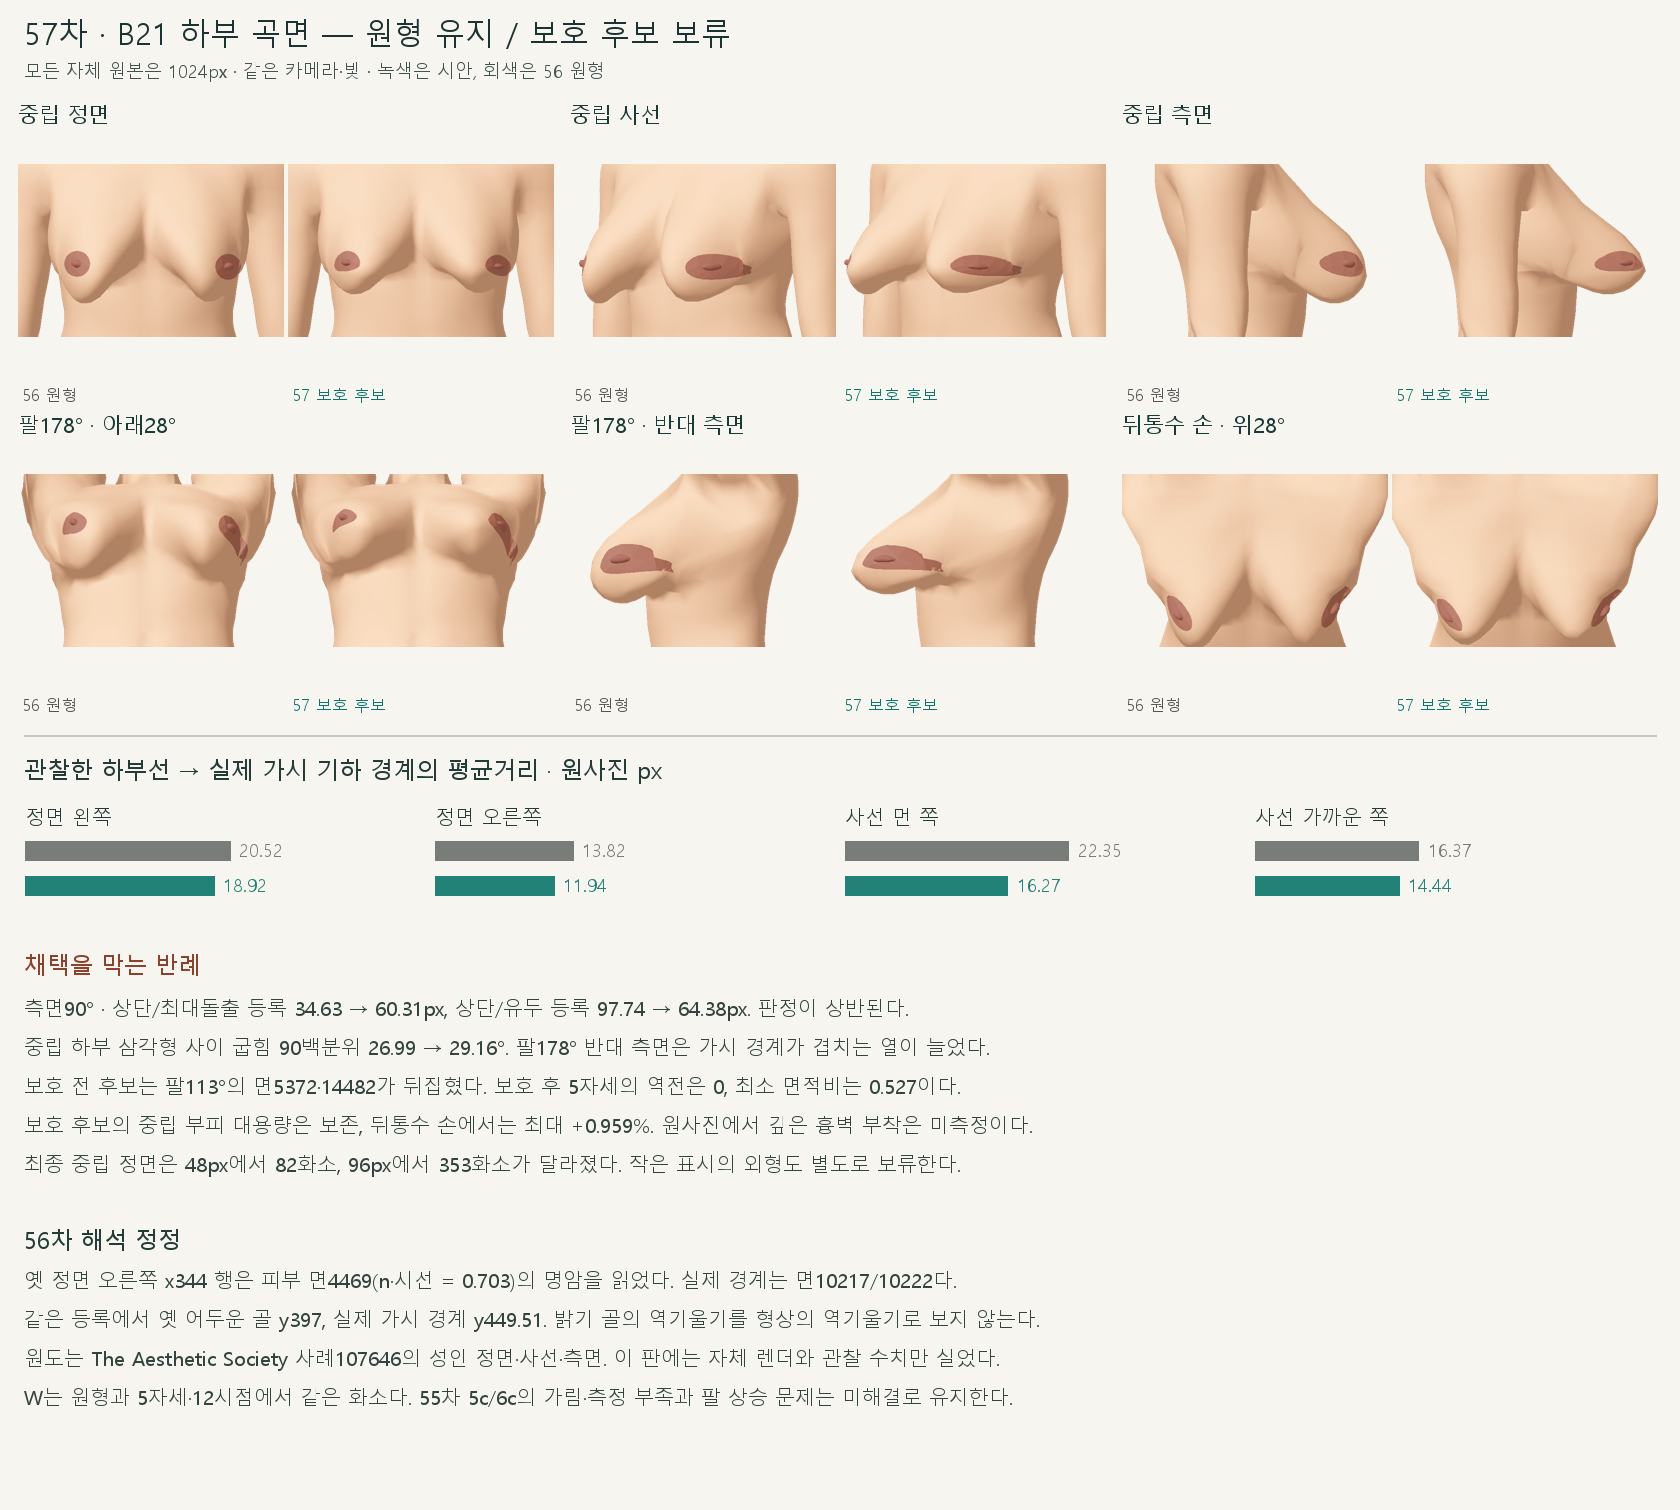 57차 · B21 하부 곡면 — 원형 유지 / 보호 후보 보류
모든 자체 원본은 1024px · 같은 카메라·빛 · 녹색은 시안, 회색은 56 원형
중립 정면
중립 사선
중립 측면
56 원형
57 보호 후보
56 원형
57 보호 후보
56 원형
57 보호 후보
팔178° · 아래28°
팔178° · 반대 측면
뒤통수 손 · 위28°
56 원형
57 보호 후보
56 원형
57 보호 후보
56 원형
57 보호 후보
관찰한 하부선 → 실제 가시 기하 경계의 평균거리 · 원사진 px
정면 왼쪽
정면 오른쪽
사선 먼 쪽
사선 가까운 쪽
20.52
13.82
22.35
16.37
18.92
11.94
16.27
14.44
채택을 막는 반례
측면90° · 상단/최대돌출 등록 34.63 → 60.31px, 상단/유두 등록 97.74 → 64.38px. 판정이 상반된다.
중립 하부 삼각형 사이 굽힘 90백분위 26.99 → 29.16°. 팔178° 반대 측면은 가시 경계가 겹치는 열이 늘었다.
보호 전 후보는 팔113°의 면5372·14482가 뒤집혔다. 보호 후 5자세의 역전은 0, 최소 면적비는 0.527이다.
보호 후보의 중립 부피 대용량은 보존, 뒤통수 손에서는 최대 +0.959%. 원사진에서 깊은 흉벽 부착은 미측정이다.
최종 중립 정면은 48px에서 82화소, 96px에서 353화소가 달라졌다. 작은 표시의 외형도 별도로 보류한다.
56차 해석 정정
옛 정면 오른쪽 x344 행은 피부 면4469(n·시선 = 0.703)의 명암을 읽었다. 실제 경계는 면10217/10222다.
같은 등록에서 옛 어두운 골 y397, 실제 가시 경계 y449.51. 밝기 골의 역기울기를 형상의 역기울기로 보지 않는다.
원도는 The Aesthetic Society 사례107646의 성인 정면·사선·측면. 이 판에는 자체 렌더와 관찰 수치만 실었다.
W는 원형과 5자세·12시점에서 같은 화소다. 55차 5c/6c의 가림·측정 부족과 팔 상승 문제는 미해결로 유지한다.